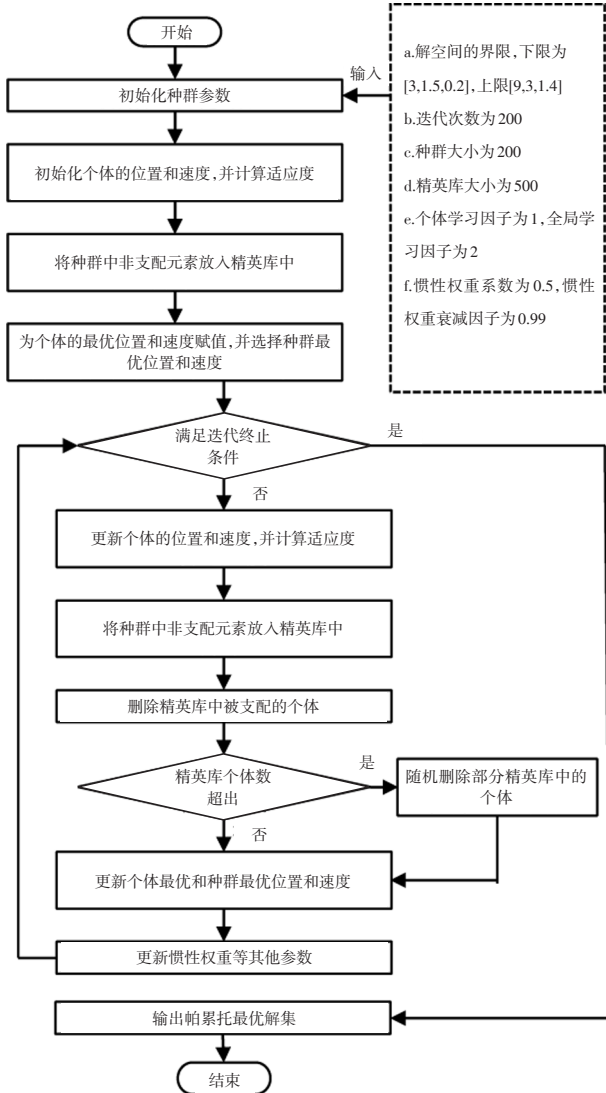 开始
输入
初始化种群参数
a.解空间的界限,下限为
[3,1.5,0.2],上限[9,3,1.4]
b.迭代次数为200
c.种群大小为200
d.精英库大小为500
e.个体学习因子为1,全局学
习因子为2
f.惯性权重系数为0.5,惯性
权重衰减因子为0.99
初始化个体的位置和速度,并计算适应度
将种群中非支配元素放入精英库中
为个体的最优位置和速度赋值,并选择种群最
优位置和速度
满足迭代终止
条件
是
否
更新个体的位置和速度,并计算适应度
将种群中非支配元素放入精英库中
删除精英库中被支配的个体
精英库个体数
超出
是
随机删除部分精英库中的
个体
否
更新个体最优和种群最优位置和速度
更新惯性权重等其他参数
输出帕累托最优解集
结束